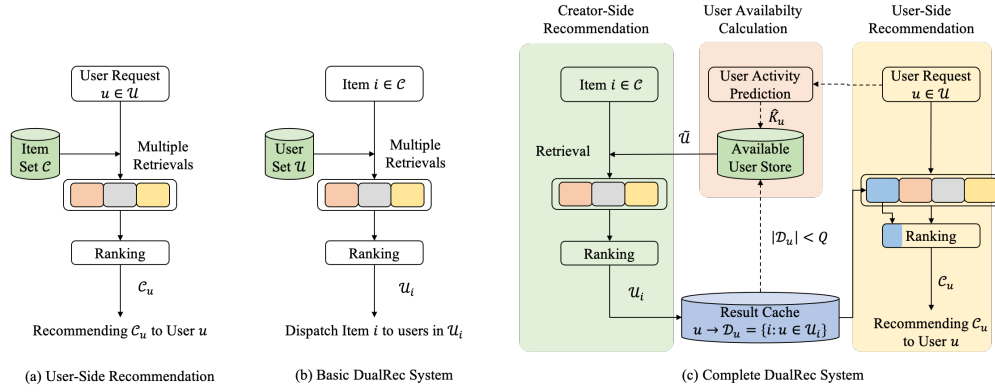 User Request
u ∈ 𝒰
Item
Set 𝒞
Multiple
Retrievals
Ranking
𝒞u
Recommending 𝒞u to User u
(a) User-Side Recommendation
Item i ∈ 𝒞
User
Set 𝒰
Multiple
Retrievals
Ranking
𝒰i
Dispatch Item i to users in 𝒰i
(b) Basic DualRec System
Creator-Side
Recommendation
User Availabilty
Calculation
User-Side
Recommendation
Item i ∈ 𝒞
User Activity
Prediction
User Request
u ∈ 𝒰
K̂u
Retrieval
𝒰̃
Available
User Store
Ranking
𝒰i
|𝒟u| < Q
Ranking
𝒞u
Result Cache
u → 𝒟u = {i: u ∈ 𝒰i}
Recommending 𝒞u
to User u
(c) Complete DualRec System